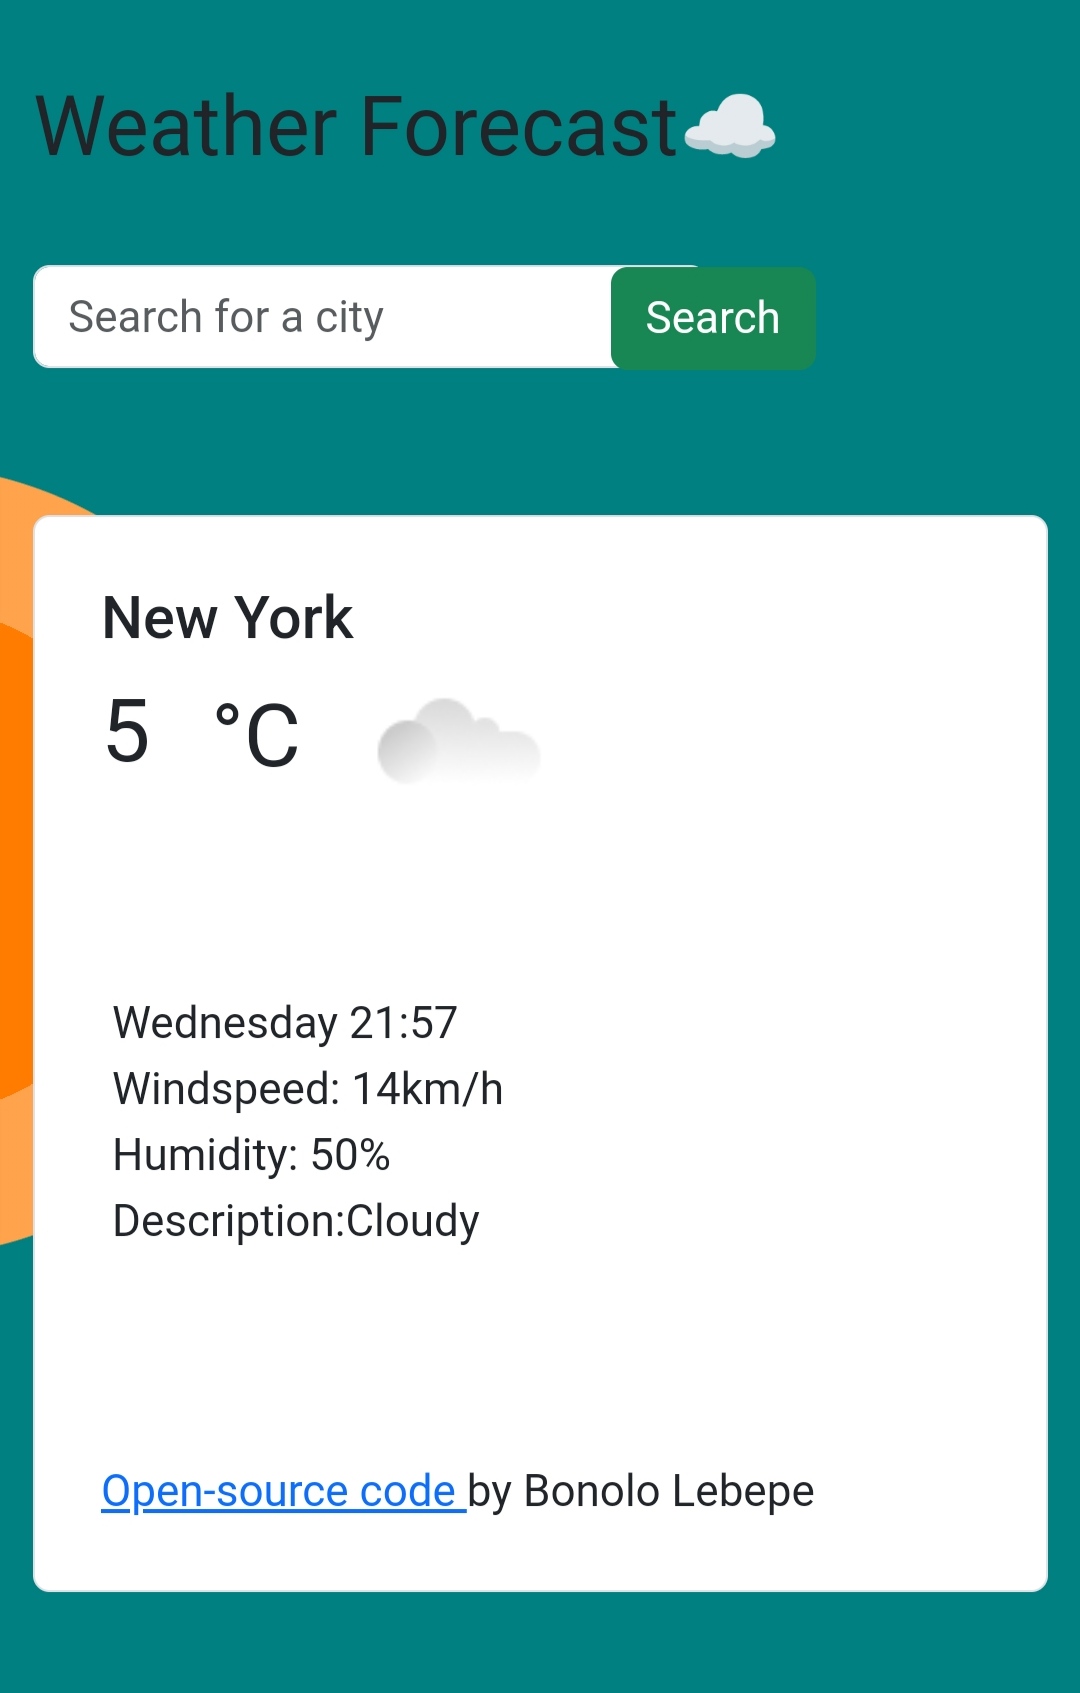 Weather Forecast☁️
Search for a city
Search
New York
5 °C
Wednesday 21:57
Windspeed: 14km/h
Humidity: 50%
Description:Cloudy
Open-source code by Bonolo Lebepe